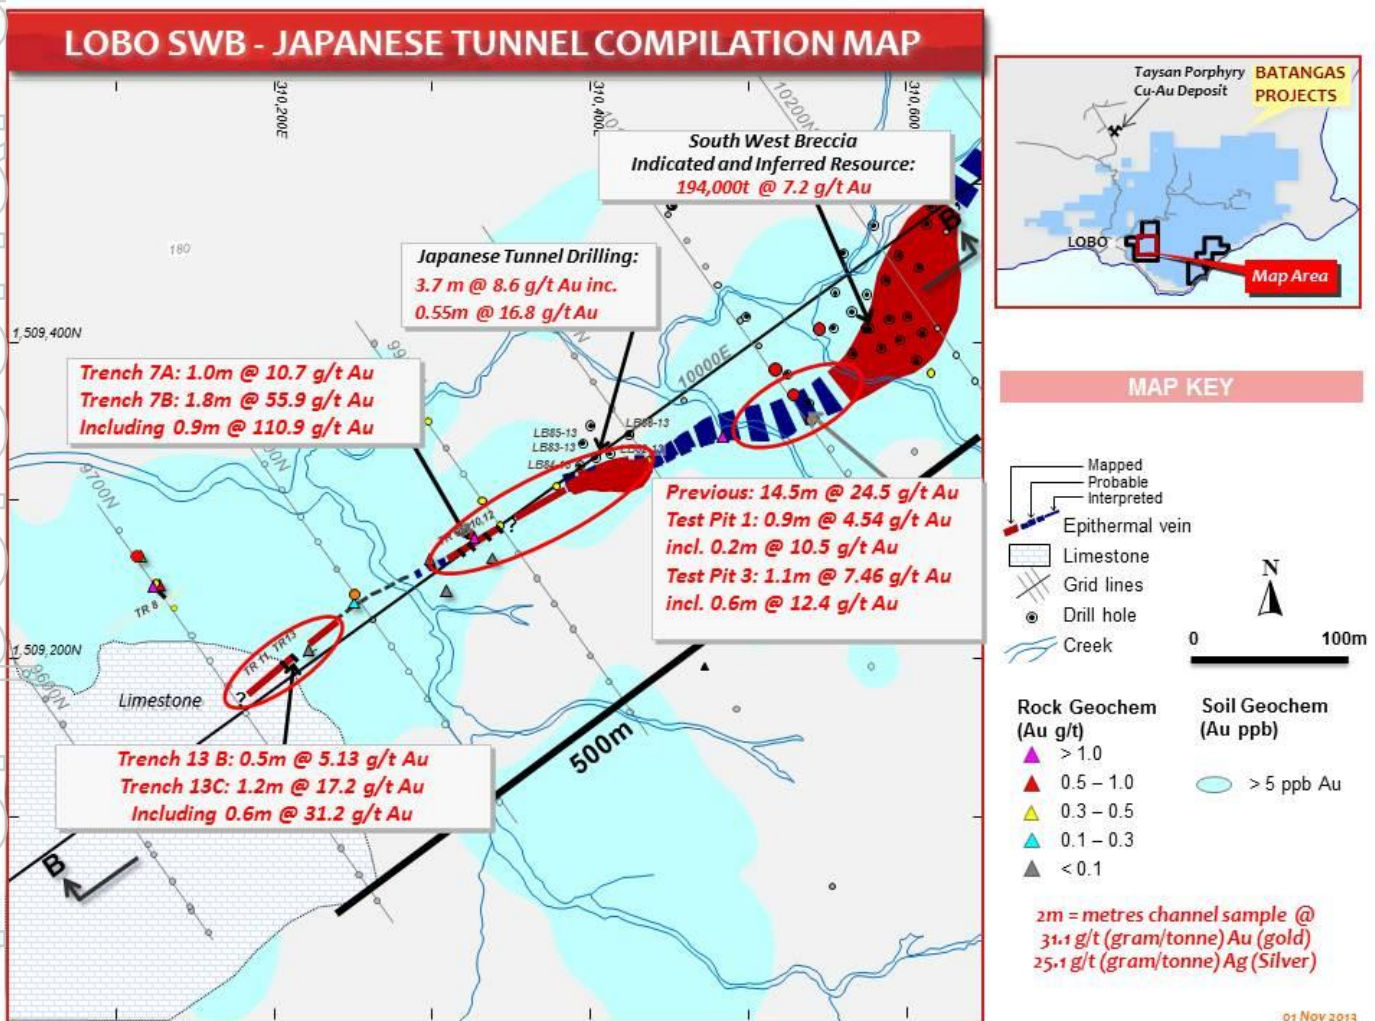 LOBO SWB - JAPANESE TUNNEL COMPILATION MAP
310,200E
310,400
10200N
310,600
South West Breccia
Indicated and Inferred Resource:
194,000t @ 7.2 g/t Au
B'
180
Japanese Tunnel Drilling:
3.7 m @ 8.6 g/t Au inc.
0.55m @ 16.8 g/t Au
1,509,400N
10000E
Trench 7A: 1.0m @ 10.7 g/t Au
Trench 7B: 1.8m @ 55.9 g/t Au
Including 0.9m @ 110.9 g/t Au
LB85-13
LB86-13
LB83-13
LB84-13
9700N
Previous: 14.5m @ 24.5 g/t Au
Test Pit 1: 0.9m @ 4.54 g/t Au
incl. 0.2m @ 10.5 g/t Au
Test Pit 3: 1.1m @ 7.46 g/t Au
incl. 0.6m @ 12.4 g/t Au
?
TR 8
1,509,200N
TR 11, TR13
9600N
?
Limestone
500m
Trench 13 B: 0.5m @ 5.13 g/t Au
Trench 13C: 1.2m @ 17.2 g/t Au
Including 0.6m @ 31.2 g/t Au
B
Taysan Porphyry
Cu-Au Deposit
BATANGAS
PROJECTS
LOBO
Map Area
MAP KEY
Mapped
Probable
Interpreted
Epithermal vein
Limestone
Grid lines
Drill hole
Creek
N
0 100m
Rock Geochem
(Au g/t)
> 1.0
0.5 – 1.0
0.3 – 0.5
0.1 – 0.3
< 0.1
Soil Geochem
(Au ppb)
> 5 ppb Au
2m = metres channel sample @
31.1 g/t (gram/tonne) Au (gold)
25.1 g/t (gram/tonne) Ag (Silver)
01 Nov 2013